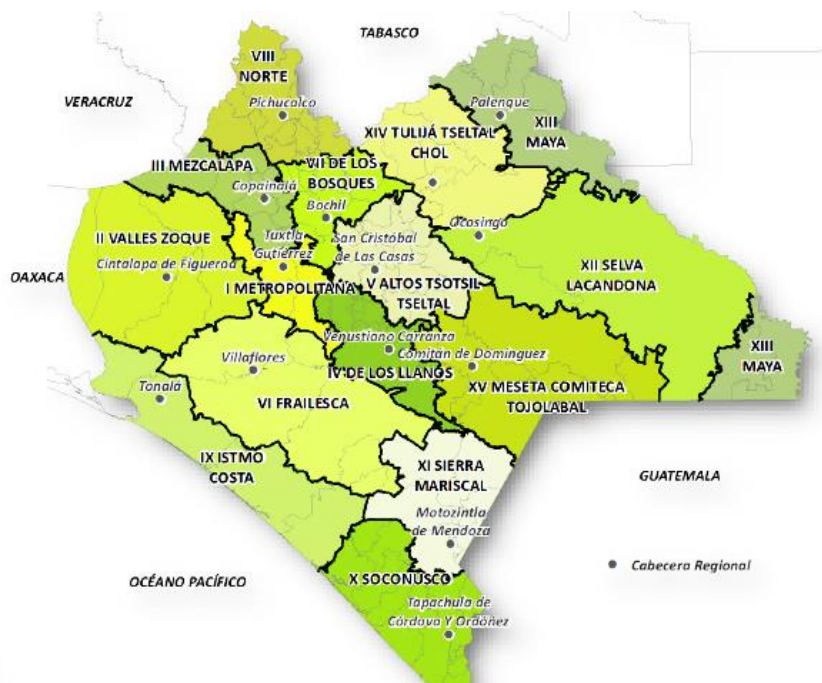 TABASCO
VIII
NORTE
VERACRUZ
Pichucalco
Palenque
XIII
MAYA
XIV TULIJÁ TSELTAL
CHOL
III MEZCALAPA
VII DE LOS
BOSQUES
Copainalá
Bochil
Ocosingo
II VALLES ZOQUE
Tuxtla
Gutiérrez
San Cristóbal
de Las Casas
OAXACA
Cintalapa de Figueroa
I METROPOLITANA
V ALTOS TSOTSIL
TSELTAL
XII SELVA
LACANDONA
Venustiano Carranza
Comitán de Domínguez
XIII
MAYA
Villaflores
IV DE LOS LLANOS
Tonalá
VI FRAILESCA
XV MESETA COMITECA
TOJOLABAL
IX ISTMO
COSTA
XI SIERRA
MARISCAL
GUATEMALA
Motozintla
de Mendoza
OCÉANO PACÍFICO
X SOCONUSCO
Cabecera Regional
Tapachula de
Córdova Y Ordóñez